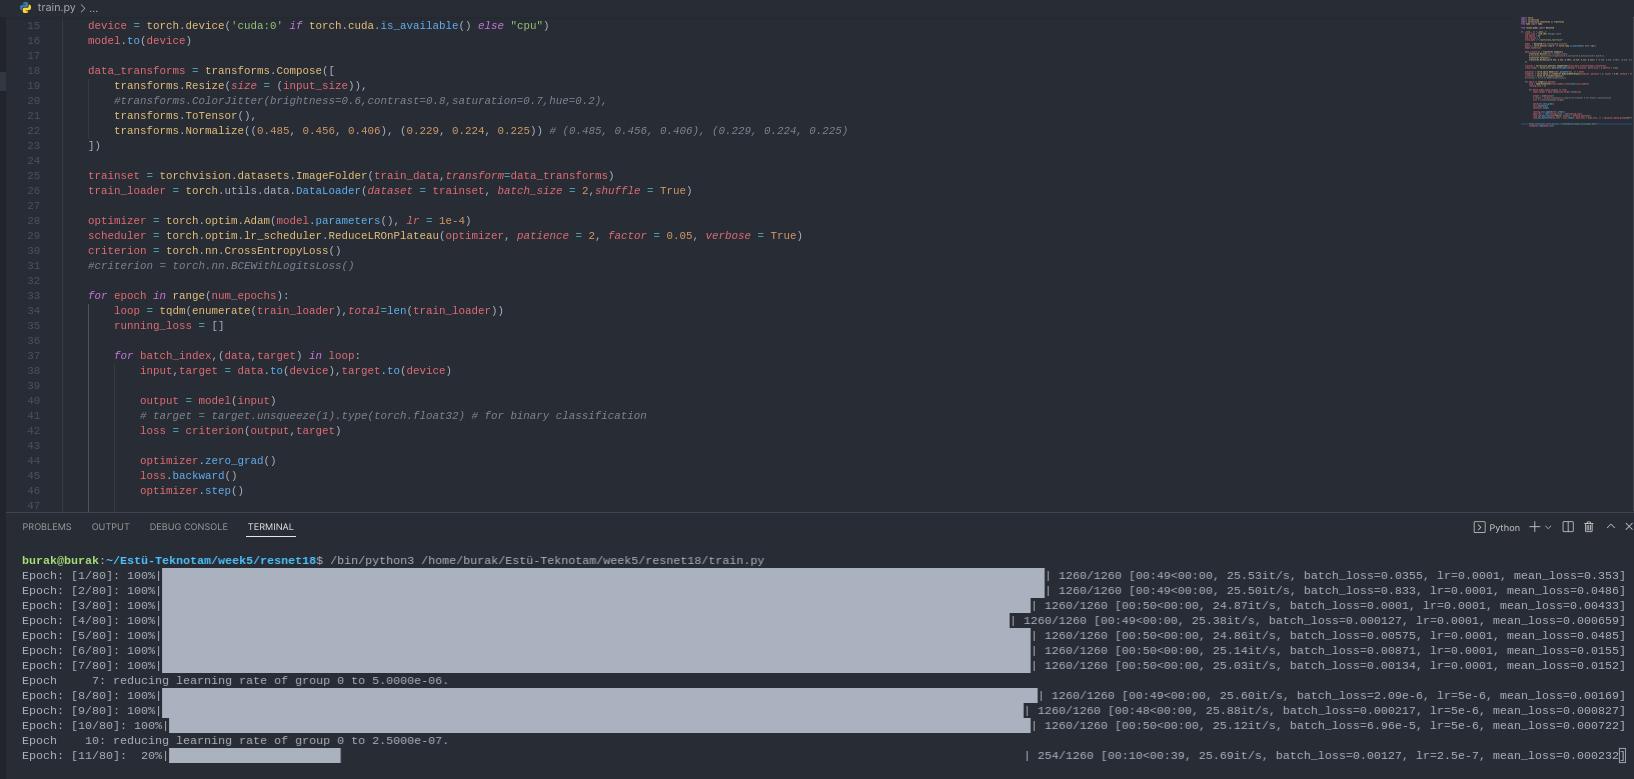 train.py > ...
15 device = torch.device('cuda:0' if torch.cuda.is_available() else "cpu")
16 model.to(device)
17
18 data_transforms = transforms.Compose([
19 transforms.Resize(size = (input_size)),
20 #transforms.ColorJitter(brightness=0.6,contrast=0.8,saturation=0.7,hue=0.2),
21 transforms.ToTensor(),
22 transforms.Normalize((0.485, 0.456, 0.406), (0.229, 0.224, 0.225)) # (0.485, 0.456, 0.406), (0.229, 0.224, 0.225)
23 ])
24
25 trainset = torchvision.datasets.ImageFolder(train_data,transform=data_transforms)
26 train_loader = torch.utils.data.DataLoader(dataset = trainset, batch_size = 2,shuffle = True)
27
28 optimizer = torch.optim.Adam(model.parameters(), lr = 1e-4)
29 scheduler = torch.optim.lr_scheduler.ReduceLROnPlateau(optimizer, patience = 2, factor = 0.05, verbose = True)
30 criterion = torch.nn.CrossEntropyLoss()
31 #criterion = torch.nn.BCEWithLogitsLoss()
32
33 for epoch in range(num_epochs):
34 loop = tqdm(enumerate(train_loader),total=len(train_loader))
35 running_loss = []
36
37 for batch_index,(data,target) in loop:
38 input,target = data.to(device),target.to(device)
39
40 output = model(input)
41 # target = target.unsqueeze(1).type(torch.float32) # for binary classification
42 loss = criterion(output,target)
43
44 optimizer.zero_grad()
45 loss.backward()
46 optimizer.step()
47
PROBLEMS OUTPUT DEBUG CONSOLE TERMINAL Python
burak@burak:~/Estü-Teknotam/week5/resnet18$ /bin/python3 /home/burak/Estü-Teknotam/week5/resnet18/train.py
Epoch: [1/80]: 100%| | 1260/1260 [00:49<00:00, 25.53it/s, batch_loss=0.0355, lr=0.0001, mean_loss=0.353]
Epoch: [2/80]: 100%| | 1260/1260 [00:49<00:00, 25.50it/s, batch_loss=0.833, lr=0.0001, mean_loss=0.0486]
Epoch: [3/80]: 100%| | 1260/1260 [00:50<00:00, 24.87it/s, batch_loss=0.0001, lr=0.0001, mean_loss=0.00433]
Epoch: [4/80]: 100%| | 1260/1260 [00:49<00:00, 25.38it/s, batch_loss=0.000127, lr=0.0001, mean_loss=0.000659]
Epoch: [5/80]: 100%| | 1260/1260 [00:50<00:00, 24.86it/s, batch_loss=0.00575, lr=0.0001, mean_loss=0.0485]
Epoch: [6/80]: 100%| | 1260/1260 [00:50<00:00, 25.14it/s, batch_loss=0.00871, lr=0.0001, mean_loss=0.0155]
Epoch: [7/80]: 100%| | 1260/1260 [00:50<00:00, 25.03it/s, batch_loss=0.00134, lr=0.0001, mean_loss=0.0152]
Epoch 7: reducing learning rate of group 0 to 5.0000e-06.
Epoch: [8/80]: 100%| | 1260/1260 [00:49<00:00, 25.60it/s, batch_loss=2.09e-6, lr=5e-6, mean_loss=0.00169]
Epoch: [9/80]: 100%| | 1260/1260 [00:48<00:00, 25.88it/s, batch_loss=0.000217, lr=5e-6, mean_loss=0.000827]
Epoch: [10/80]: 100%| | 1260/1260 [00:50<00:00, 25.12it/s, batch_loss=6.96e-5, lr=5e-6, mean_loss=0.000722]
Epoch 10: reducing learning rate of group 0 to 2.5000e-07.
Epoch: [11/80]: 20%| | 254/1260 [00:10<00:39, 25.69it/s, batch_loss=0.00127, lr=2.5e-7, mean_loss=0.000232]